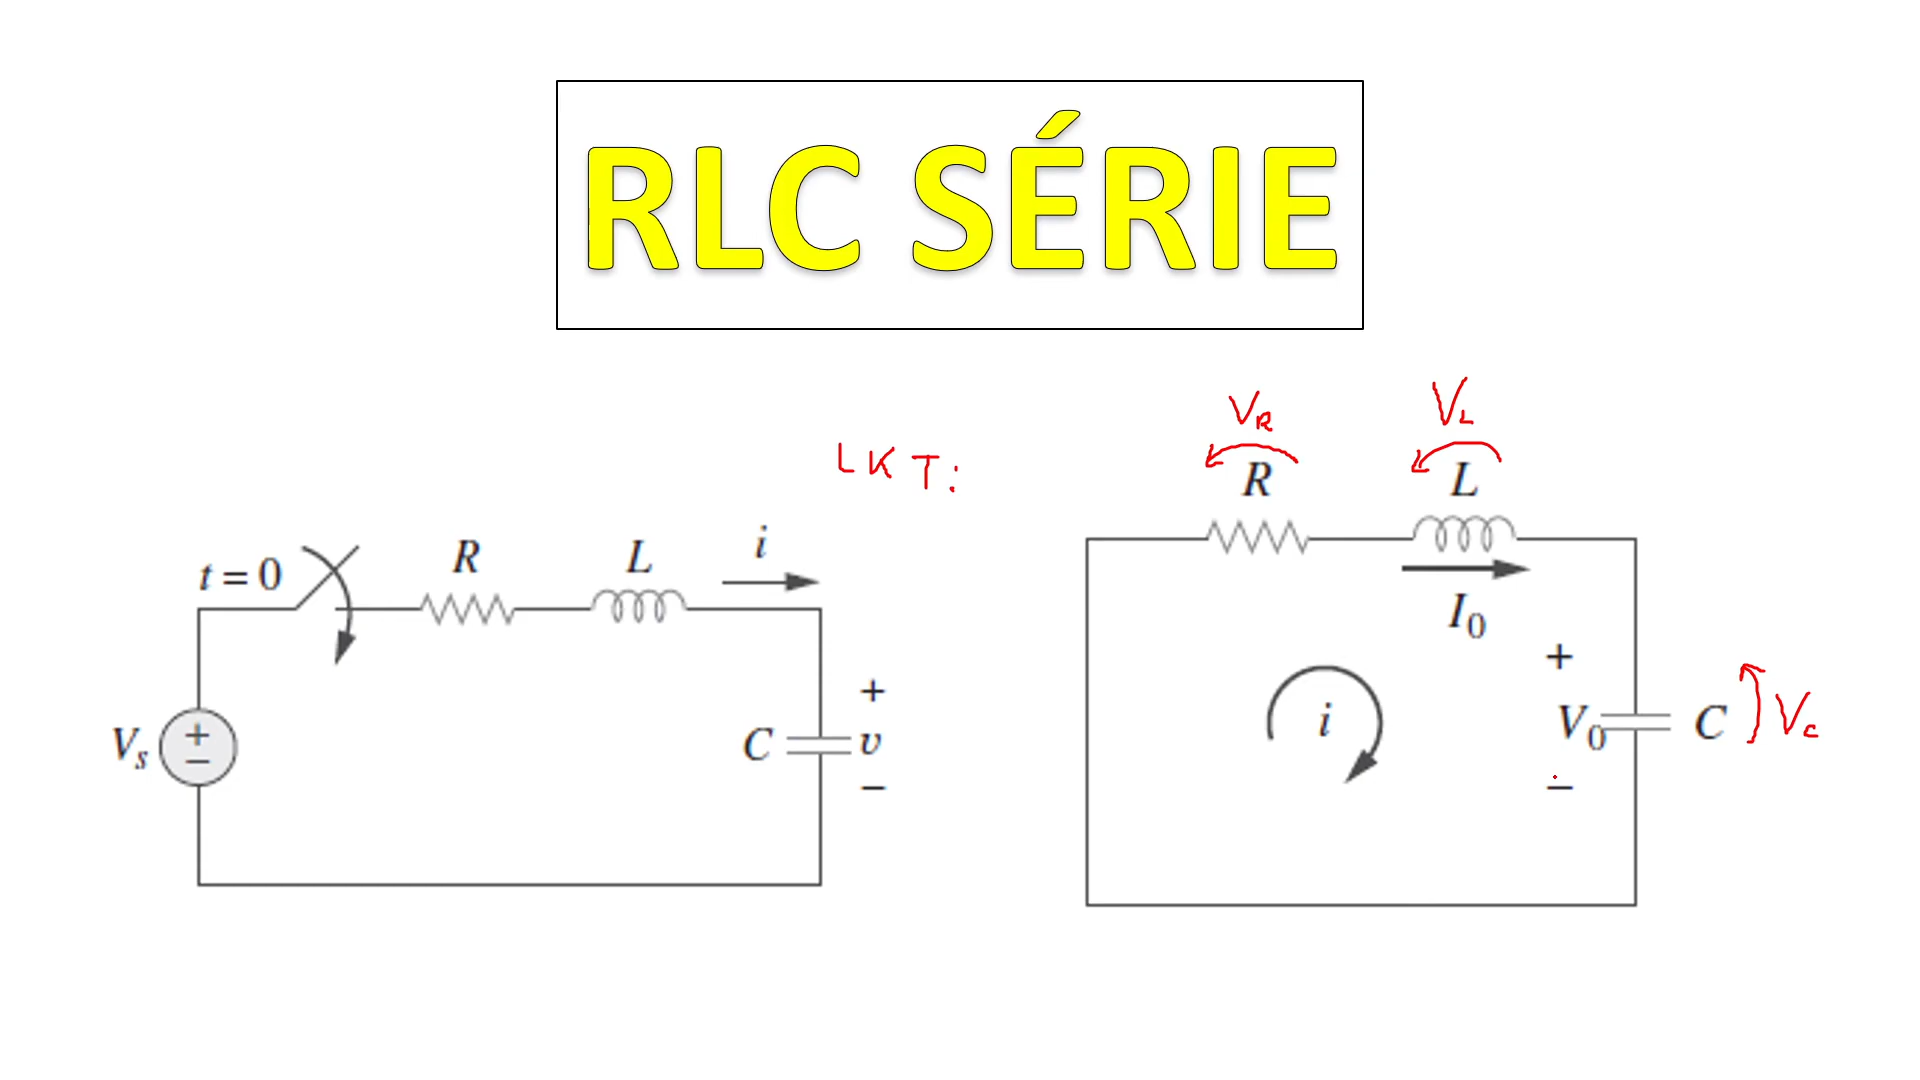 RLC SÉRIE
LKT:
t = 0
R
L
i
Vs
+
−
C
+
v
−
VR
VL
R
L
I0
i
+
V0
−
C
Vc